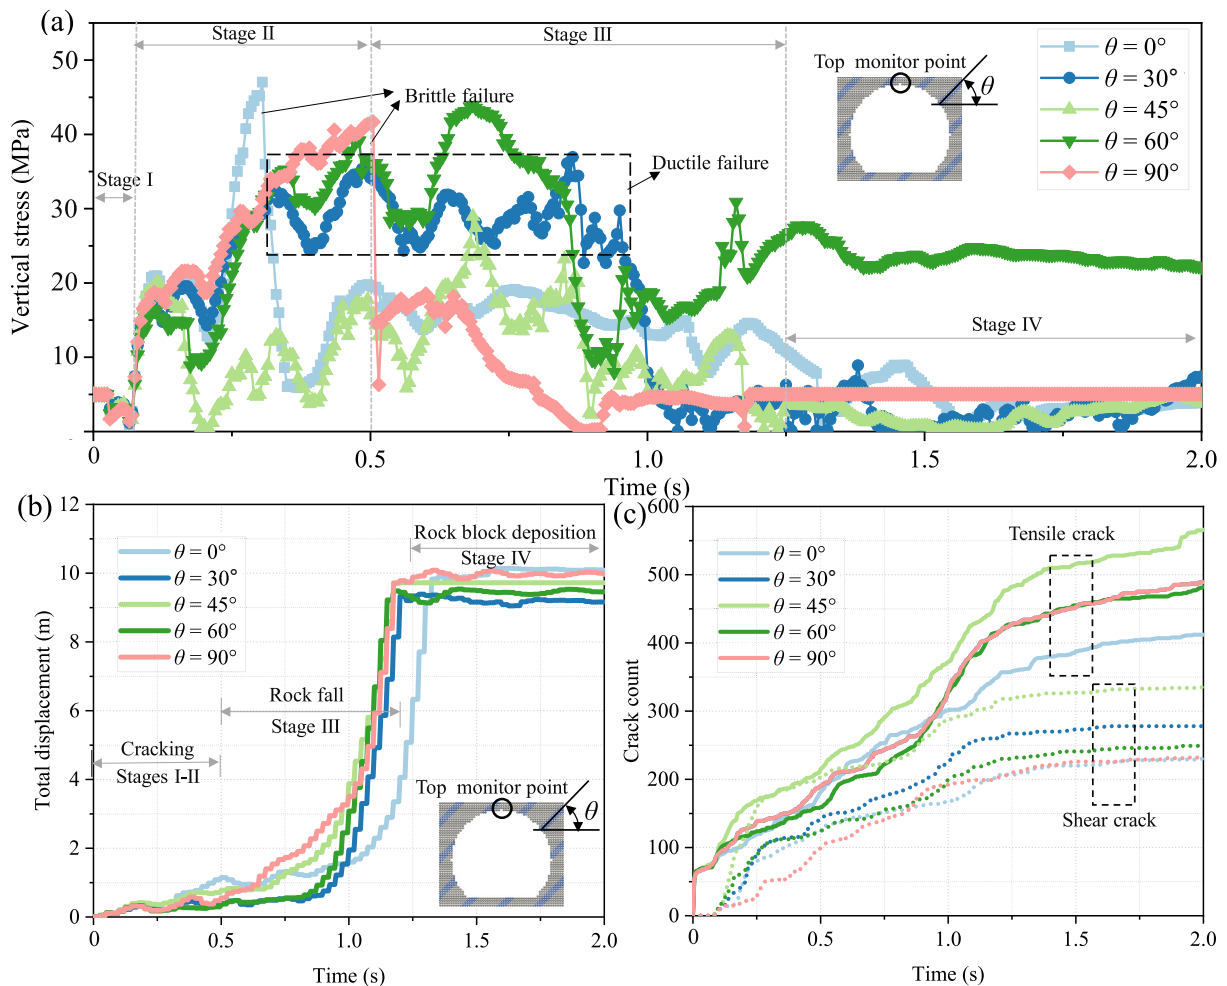 (a)
Vertical stress (MPa)
50
40
30
20
10
Stage I
Stage II
Stage III
Stage IV
Brittle failure
Ductile failure
Top monitor point
θ
θ = 0°
θ = 30°
θ = 45°
θ = 60°
θ = 90°
0
0.5
1.0
1.5
2.0
Time (s)
(b)
Total displacement (m)
12
10
8
6
4
2
0
θ = 0°
θ = 30°
θ = 45°
θ = 60°
θ = 90°
Rock block deposition
Stage IV
Rock fall
Stage III
Cracking
Stages I-II
Top monitor point
θ
0
0.5
1.0
1.5
2.0
Time (s)
(c)
Crack count
600
500
400
300
200
100
0
θ = 0°
θ = 30°
θ = 45°
θ = 60°
θ = 90°
Tensile crack
Shear crack
0
0.5
1.0
1.5
2.0
Time (s)